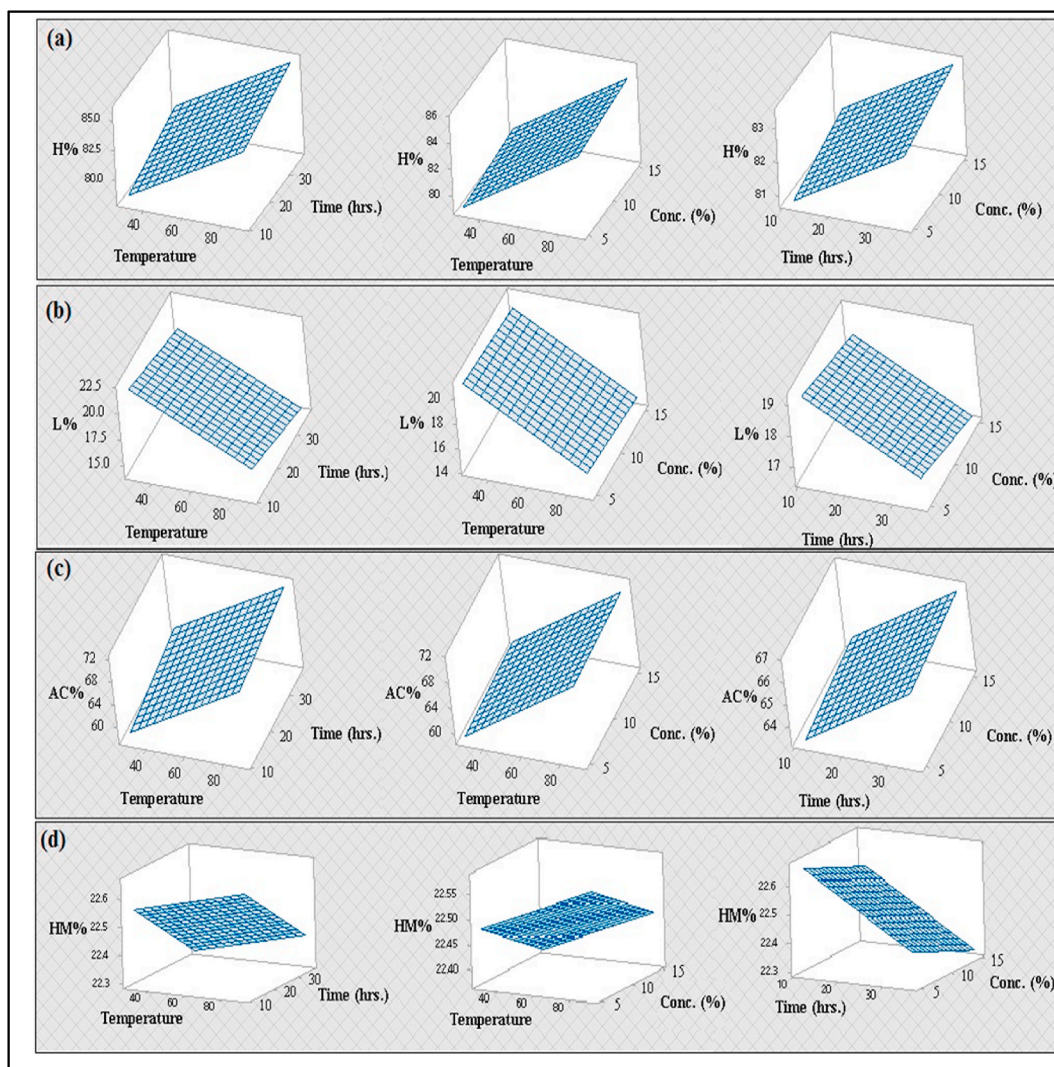 (a)
85.0
H% 82.5
80.0
40 60 80
Temperature
10 20 30
Time (hrs.)
86
84
H% 82
80
40 60 80
Temperature
5 10 15
Conc. (%)
83
H% 82
81
10 20 30
Time (hrs.)
5 10 15
Conc. (%)
(b)
22.5
L% 20.0
17.5
15.0
40 60 80
Temperature
10 20 30
Time (hrs.)
20
L% 18
16
14
40 60 80
Temperature
5 10 15
Conc. (%)
19
L% 18
17
10 20 30
Time (hrs.)
5 10 15
Conc. (%)
(c)
72
AC% 68
64
60
40 60 80
Temperature
10 20 30
Time (hrs.)
72
AC% 68
64
60
40 60 80
Temperature
5 10 15
Conc. (%)
67
66
AC% 65
64
10 20 30
Time (hrs.)
5 10 15
Conc. (%)
(d)
22.6
HM% 22.5
22.4
22.3
40 60 80
Temperature
10 20 30
Time (hrs.)
22.55
HM% 22.50
22.45
22.40
40 60 80
Temperature
5 10 15
Conc. (%)
22.6
HM% 22.5
22.4
22.3
10 20 30
Time (hrs.)
5 10 15
Conc. (%)